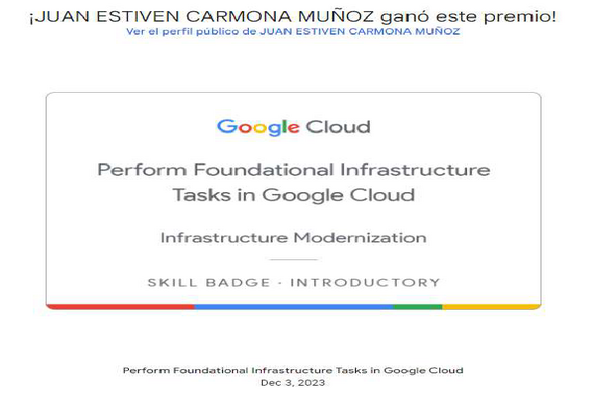 ¡JUAN ESTIVEN CARMONA MUÑOZ ganó este premio!
Ver el perfil público de JUAN ESTIVEN CARMONA MUÑOZ
Google Cloud
Perform Foundational Infrastructure
Tasks in Google Cloud
Infrastructure Modernization
SKILL BADGE · INTRODUCTORY
Perform Foundational Infrastructure Tasks in Google Cloud
Dec 3, 2023